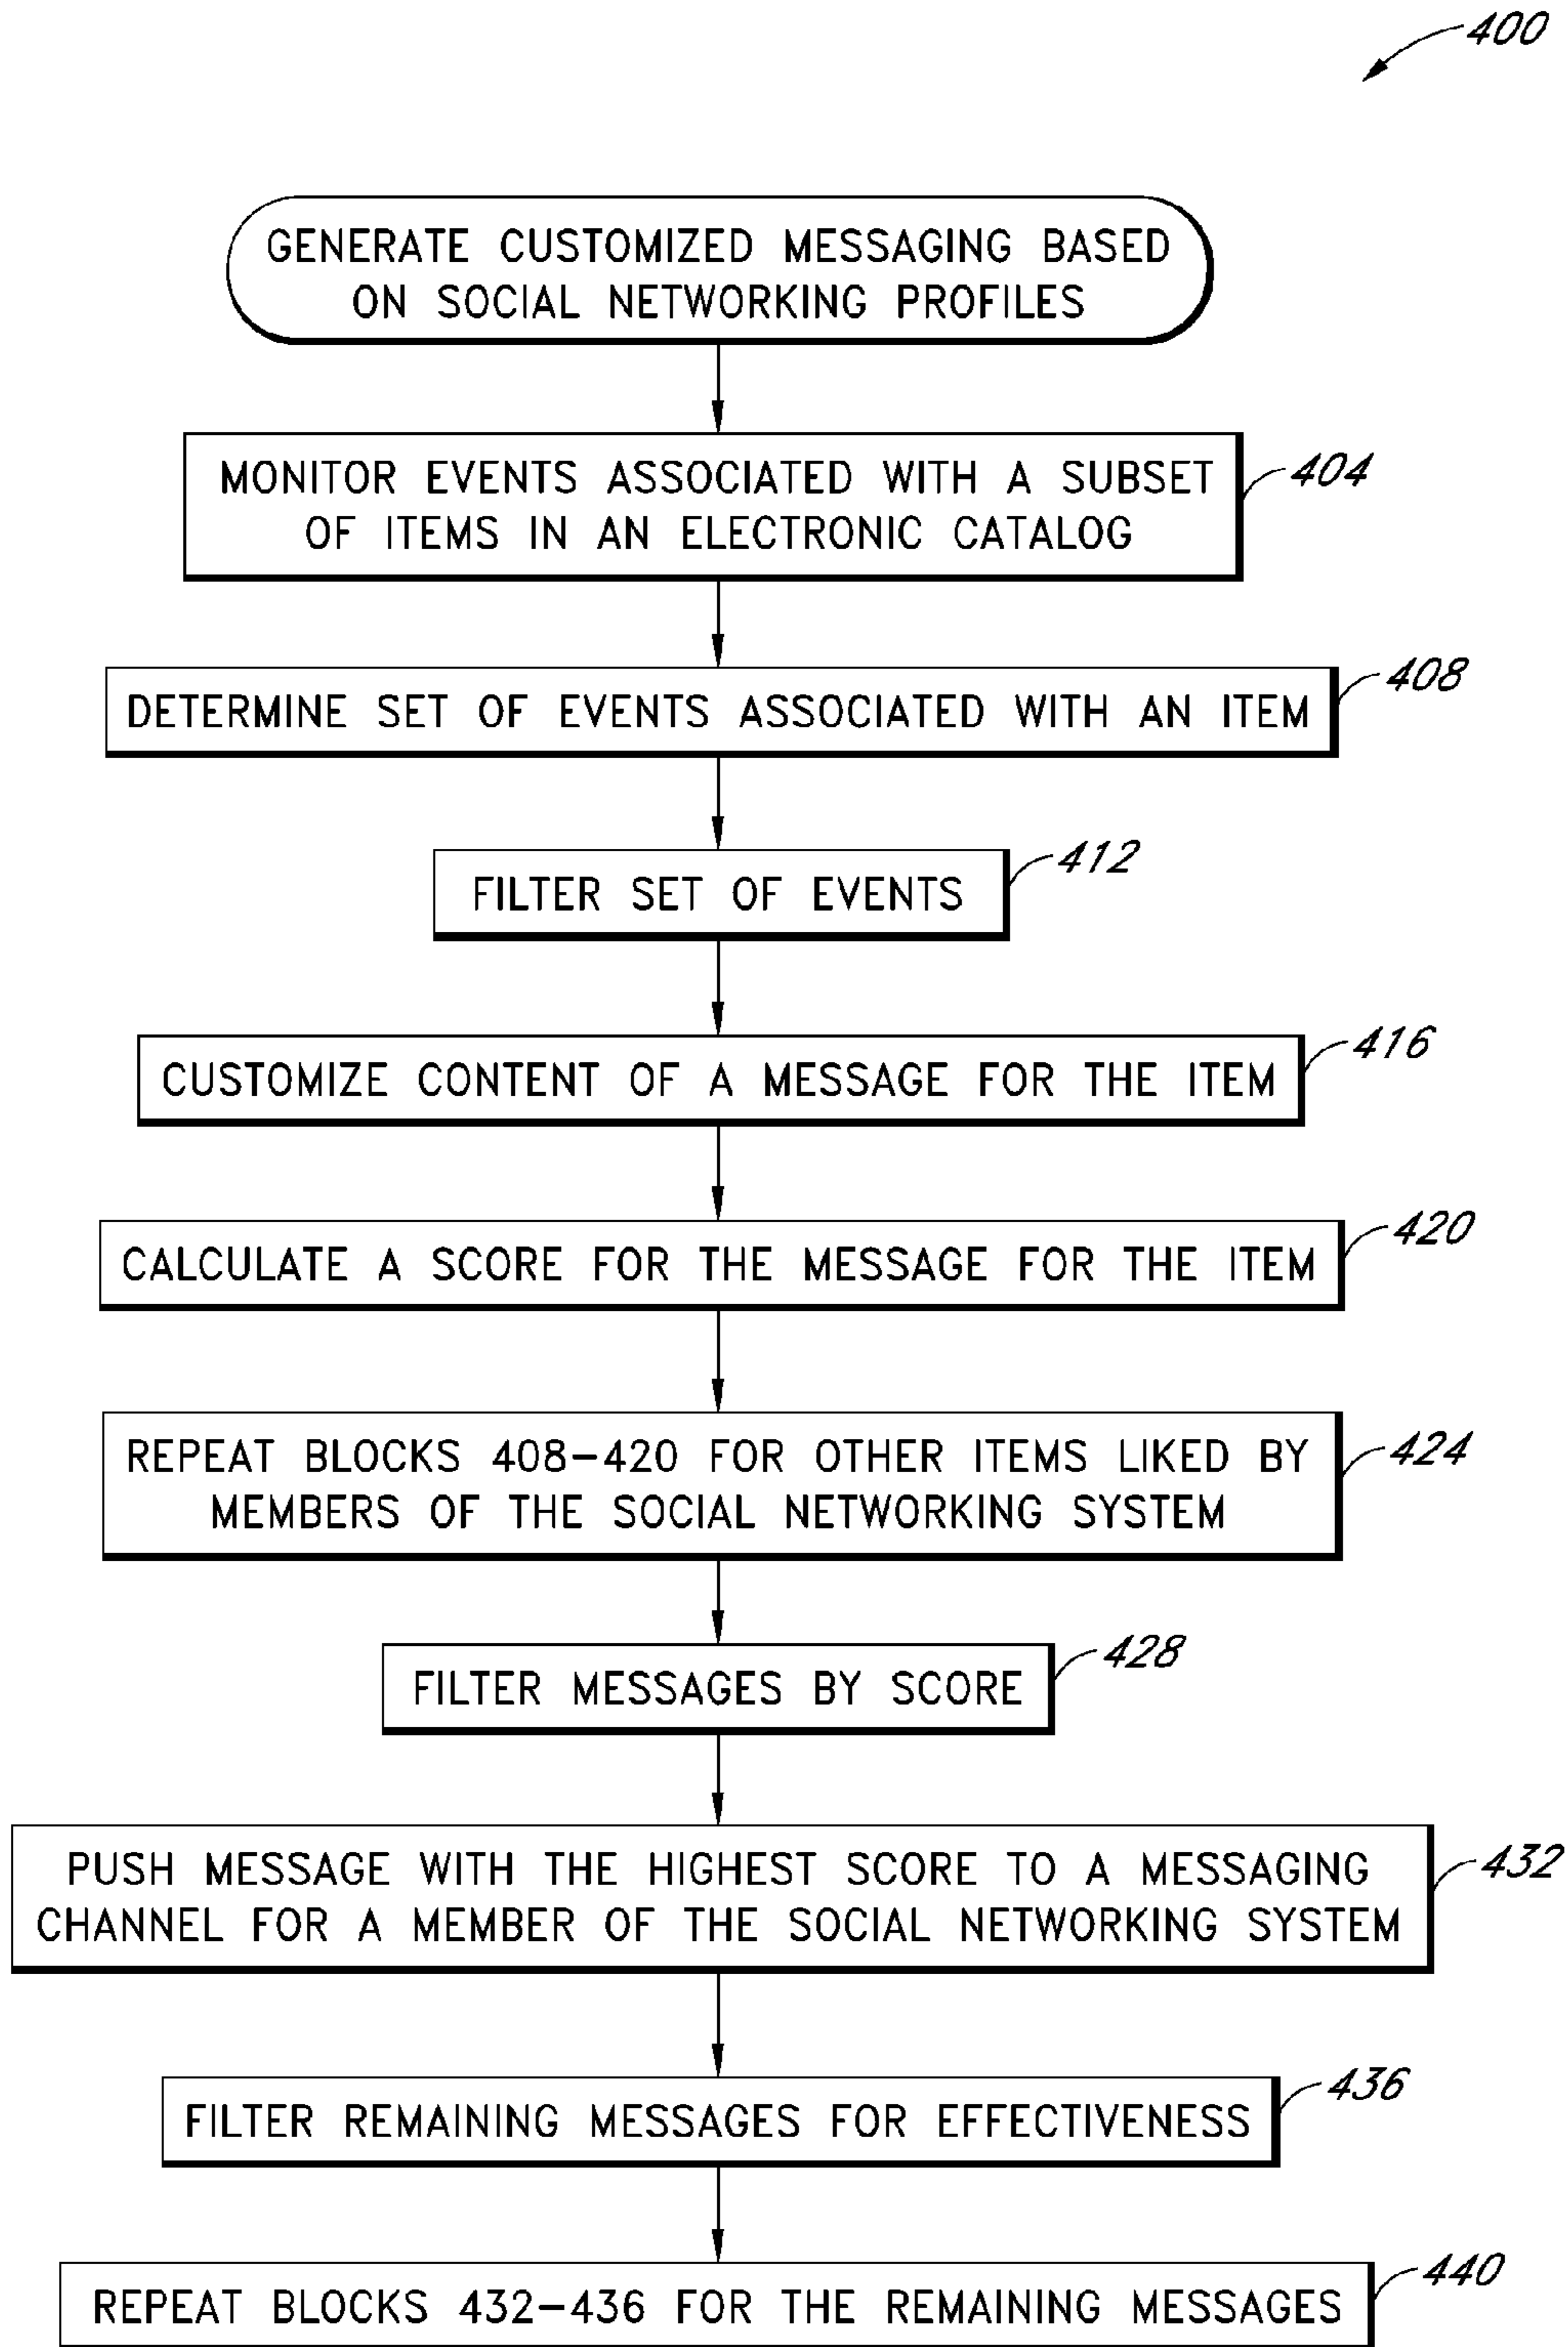 400
GENERATE CUSTOMIZED MESSAGING BASED
ON SOCIAL NETWORKING PROFILES
MONITOR EVENTS ASSOCIATED WITH A SUBSET
OF ITEMS IN AN ELECTRONIC CATALOG
404
DETERMINE SET OF EVENTS ASSOCIATED WITH AN ITEM
408
FILTER SET OF EVENTS
412
CUSTOMIZE CONTENT OF A MESSAGE FOR THE ITEM
416
CALCULATE A SCORE FOR THE MESSAGE FOR THE ITEM
420
REPEAT BLOCKS 408-420 FOR OTHER ITEMS LIKED BY
MEMBERS OF THE SOCIAL NETWORKING SYSTEM
424
FILTER MESSAGES BY SCORE
428
PUSH MESSAGE WITH THE HIGHEST SCORE TO A MESSAGING
CHANNEL FOR A MEMBER OF THE SOCIAL NETWORKING SYSTEM
432
FILTER REMAINING MESSAGES FOR EFFECTIVENESS
436
REPEAT BLOCKS 432-436 FOR THE REMAINING MESSAGES
440